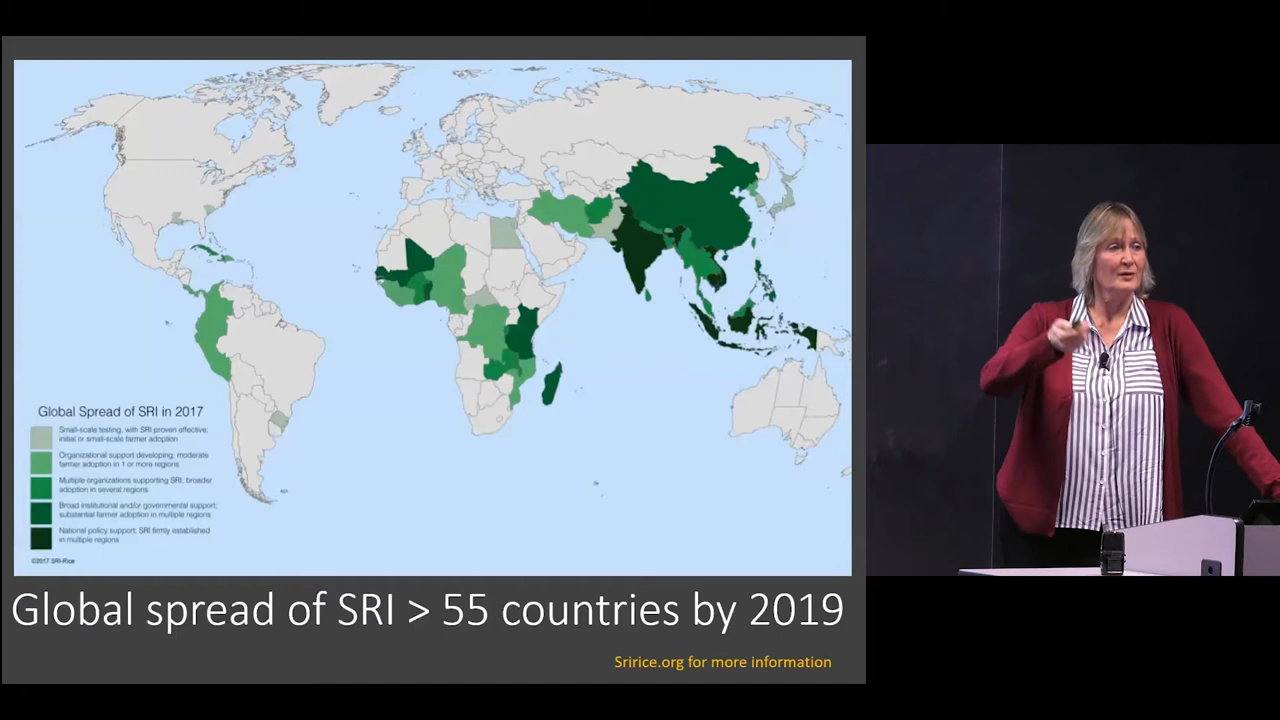 Global Spread of SRI in 2017
Small-scale testing, with SRI proven effective;
initial or small-scale farmer adoption
Organizational support developing; moderate
farmer adoption in 1 or more regions
Multiple organizations supporting SRI; broader
adoption in several regions
Broad institutional and/or governmental support;
substantial farmer adoption in multiple regions
National policy support; SRI firmly established
in multiple regions
©2017 SRI-Rice
Global spread of SRI > 55 countries by 2019
Sririce.org for more information